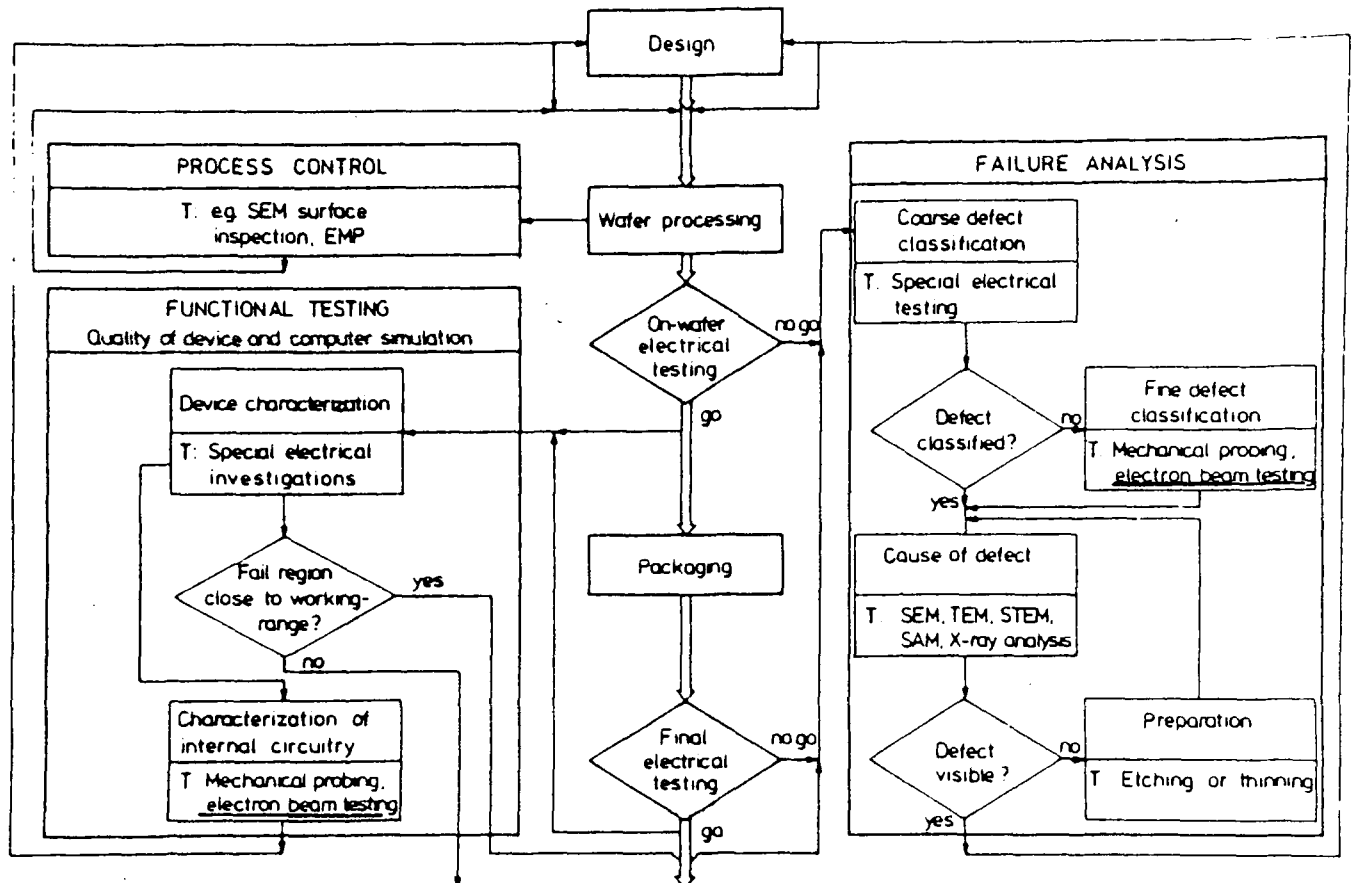 Design
PROCESS CONTROL
T: e.g. SEM surface
inspection, EMP
Wafer processing
FUNCTIONAL TESTING
Quality of device and computer simulation
On-wafer
electrical
testing
no go
go
Device characterization
T: Special electrical
investigations
Fail region
close to working-
range?
yes
no
Characterization of
internal circuitry
T Mechanical probing,
electron beam testing
Packaging
Final
electrical
testing
no go
go
FAILURE ANALYSIS
Coarse defect
classification
T: Special electrical
testing
Defect
classified?
no
yes
Fine defect
classification
T Mechanical probing,
electron beam testing
Cause of defect
T: SEM, TEM, STEM,
SAM, X-ray analysis
Defect
visible?
no
yes
Preparation
T Etching or thinning